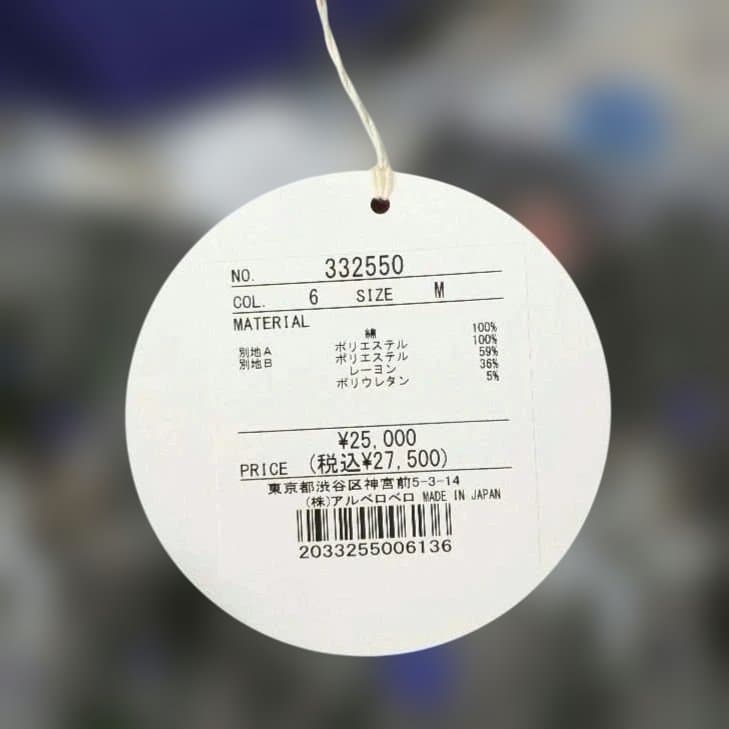 NO. 332550
COL. 6 SIZE M
MATERIAL
綿 100%
別地A ポリエステル 100%
別地B ポリエステル 59%
レーヨン 36%
ポリウレタン 5%
¥25,000
PRICE (税込¥27,500)
東京都渋谷区神宮前5-3-14
(株)アルベロベロ MADE IN JAPAN
2033255006136